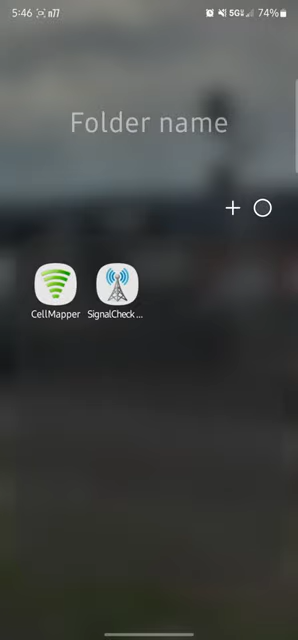 5:46 n77 5G 74%
Folder name
CellMapper
SignalCheck ...